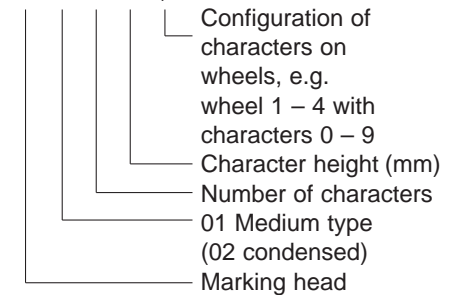 Configuration of
characters on
wheels, e.g.
wheel 1 – 4 with
characters 0 – 9
Character height (mm)
Number of characters
01 Medium type
(02 condensed)
Marking head